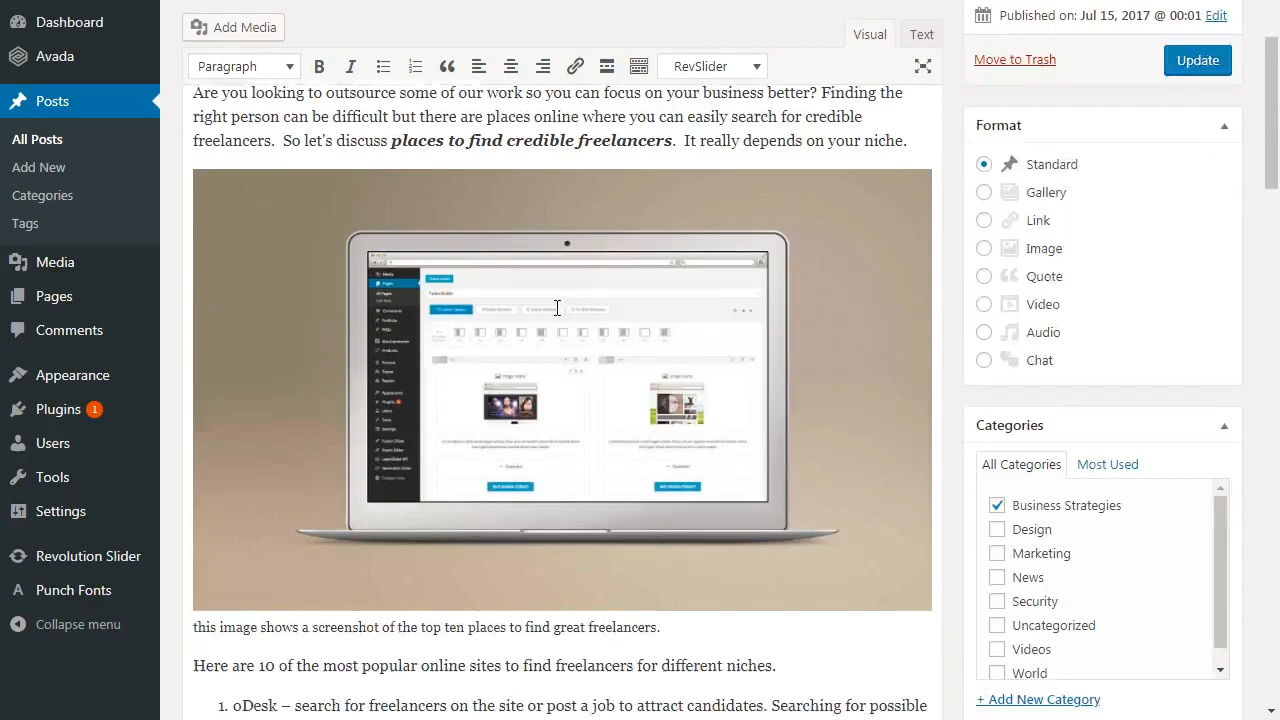 Dashboard
Avada
Posts
All Posts
Add New
Categories
Tags
Media
Pages
Comments
Appearance
Plugins 1
Users
Tools
Settings
Revolution Slider
Punch Fonts
Collapse menu
Add Media
Visual Text
Paragraph RevSlider
Are you looking to outsource some of our work so you can focus on your business better? Finding the
right person can be difficult but there are places online where you can easily search for credible
freelancers. So let's discuss places to find credible freelancers. It really depends on your niche.
this image shows a screenshot of the top ten places to find great freelancers.
Here are 10 of the most popular online sites to find freelancers for different niches.
1. oDesk – search for freelancers on the site or post a job to attract candidates. Searching for possible
Published on: Jul 15, 2017 @ 00:01 Edit
Move to Trash Update
Format
Standard
Gallery
Link
Image
Quote
Video
Audio
Chat
Categories
All Categories Most Used
Business Strategies
Design
Marketing
News
Security
Uncategorized
Videos
World
+ Add New Category